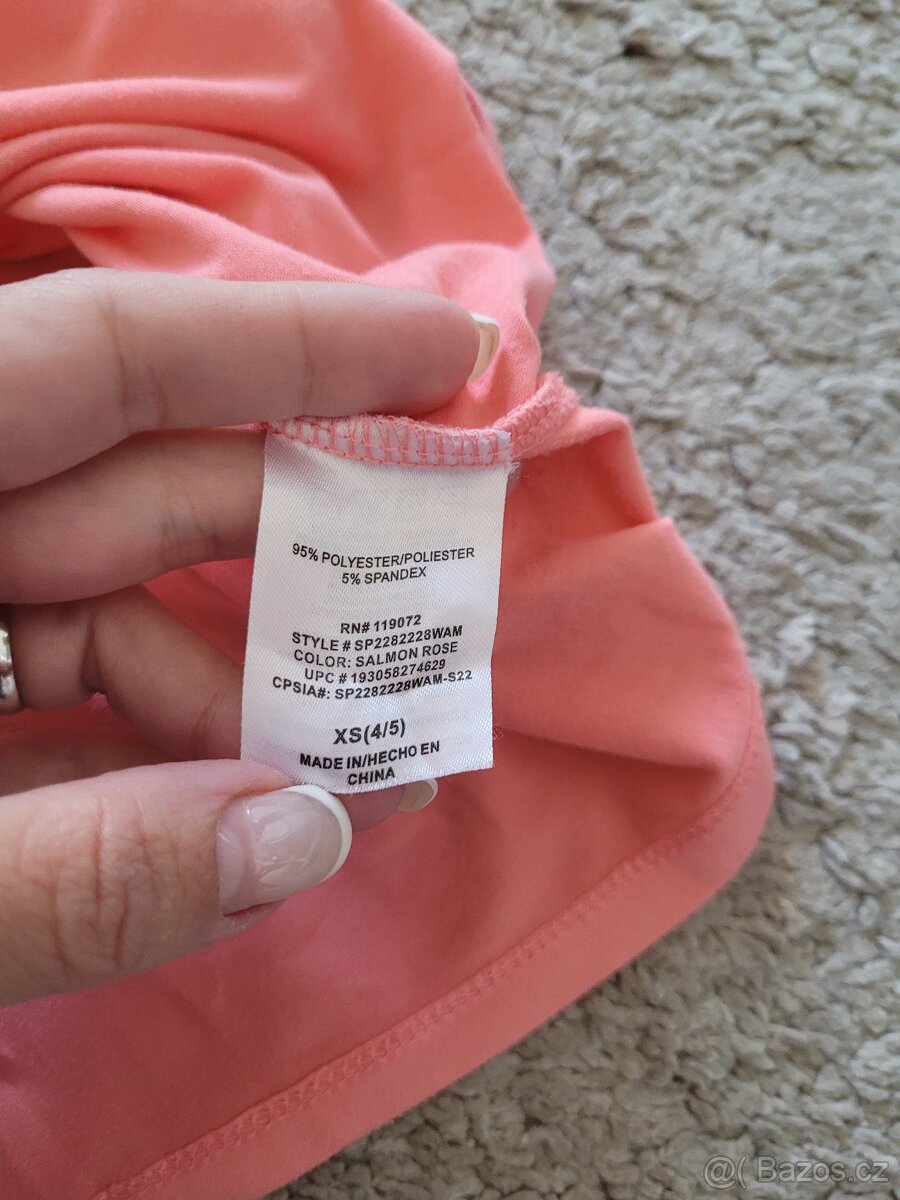 95% POLYESTER/POLIESTER
5% SPANDEX
RN# 119072
STYLE # SP2282228WAM
COLOR: SALMON ROSE
UPC # 193058274629
CPSIA#: SP2282228WAM-S22
XS(4/5)
MADE IN/HECHO EN
CHINA
@( Bazos.cz